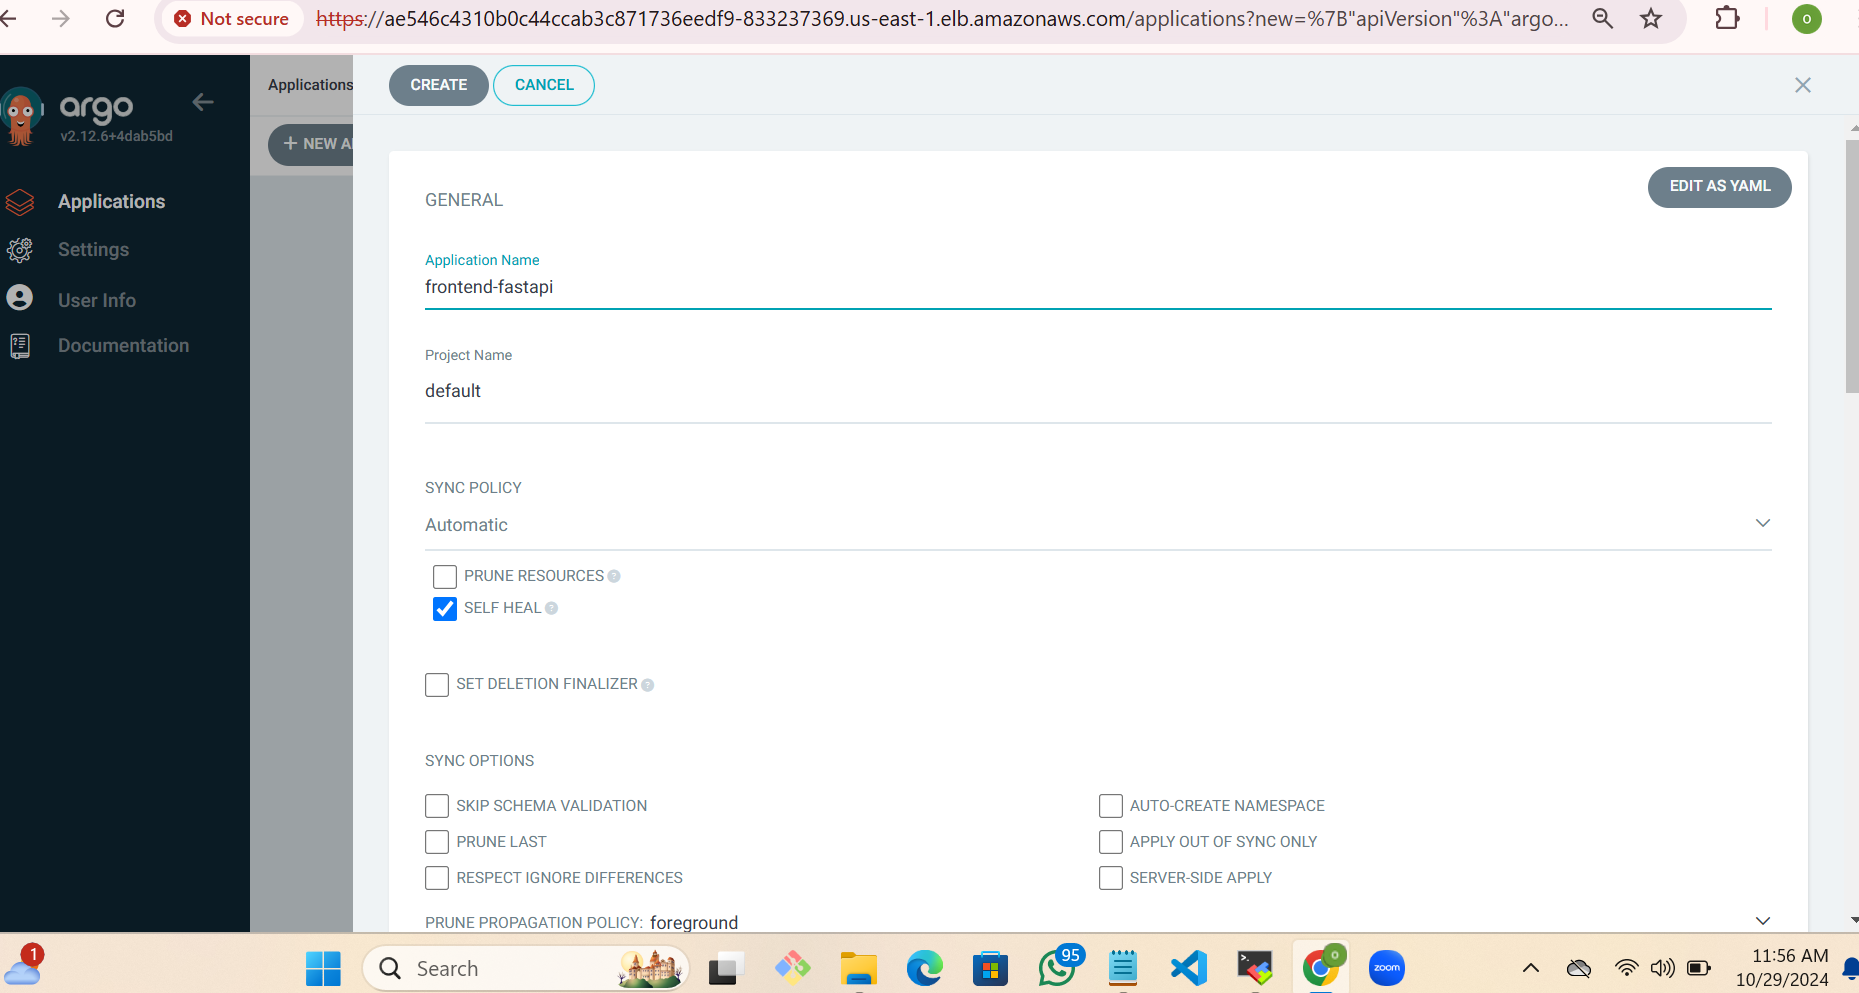 Not secure
https://ae546c4310b0c44ccab3c871736eedf9-833237369.us-east-1.elb.amazonaws.com/applications?new=%7B"apiVersion"%3A"argo...
o
argo
v2.12.6+4dab5bd
Applications
Settings
User Info
Documentation
Applications
+ NEW A
CREATE
CANCEL
GENERAL
EDIT AS YAML
Application Name
frontend-fastapi
Project Name
default
SYNC POLICY
Automatic
PRUNE RESOURCES ?
SELF HEAL ?
SET DELETION FINALIZER ?
SYNC OPTIONS
SKIP SCHEMA VALIDATION
AUTO-CREATE NAMESPACE
PRUNE LAST
APPLY OUT OF SYNC ONLY
RESPECT IGNORE DIFFERENCES
SERVER-SIDE APPLY
PRUNE PROPAGATION POLICY: foreground
1
Search
95
o
zoom
11:56 AM
10/29/2024